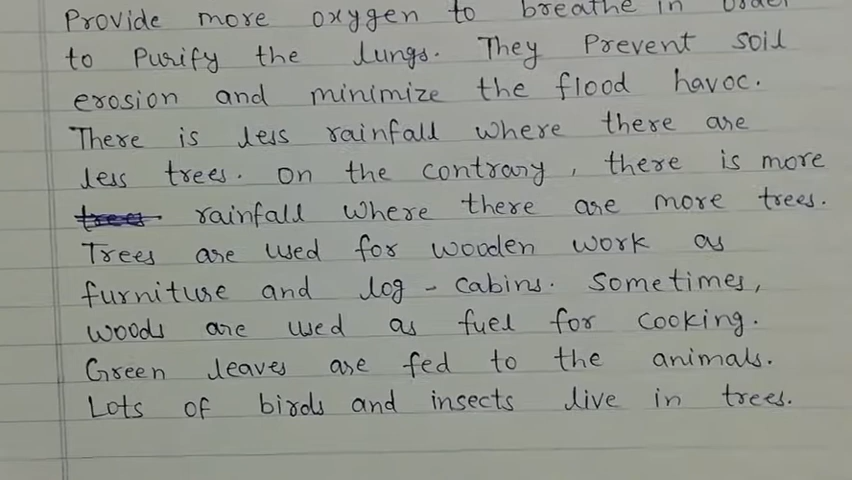 Provide more oxygen to breathe in order
to Purify the lungs. They Prevent soil
erosion and minimize the flood havoc.
There is less rainfall where there are
less trees. On the contrary, there is more
rainfall where there are more trees.
Trees are used for wooden work as
furniture and log-cabins. Sometimes,
woods are used as fuel for cooking.
Green leaves are fed to the animals.
Lots of birds and insects live in trees.